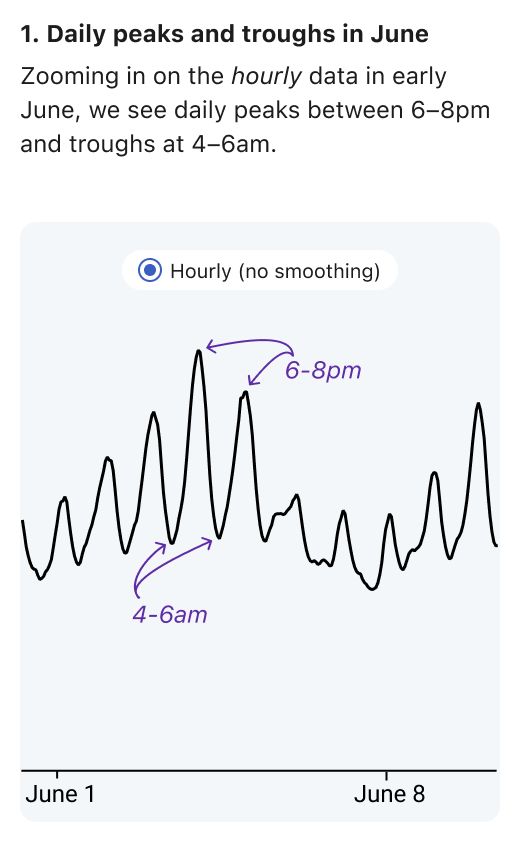 1. Daily peaks and troughs in June
Zooming in on the hourly data in early
June, we see daily peaks between 6–8pm
and troughs at 4–6am.
Hourly (no smoothing)
6-8pm
4-6am
June 1
June 8